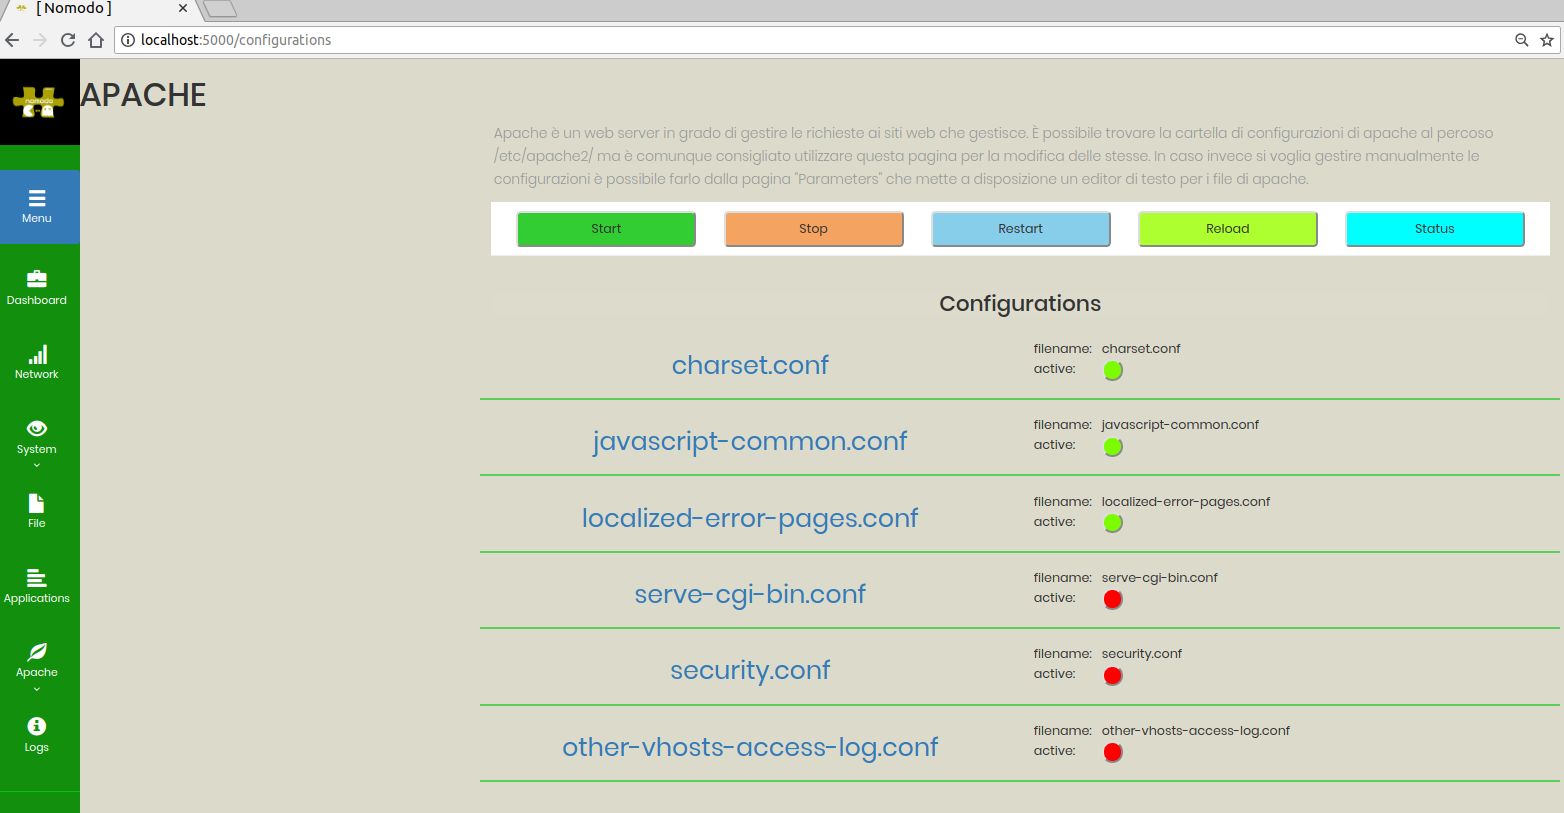 [ Nomodo ]
localhost:5000/configurations
nomodo
APACHE
Apache è un web server in grado di gestire le richieste ai siti web che gestisce. È possibile trovare la cartella di configurazioni di apache al percoso
/etc/apache2/ ma è comunque consigliato utilizzare questa pagina per la modifica delle stesse. In caso invece si voglia gestire manualmente le
configurazioni è possibile farlo dalla pagina "Parameters" che mette a disposizione un editor di testo per i file di apache.
Start Stop Restart Reload Status
Menu
Dashboard
Network
System
File
Applications
Apache
Logs
Configurations
charset.conf
filename: charset.conf
active:
javascript-common.conf
filename: javascript-common.conf
active:
localized-error-pages.conf
filename: localized-error-pages.conf
active:
serve-cgi-bin.conf
filename: serve-cgi-bin.conf
active:
security.conf
filename: security.conf
active:
other-vhosts-access-log.conf
filename: other-vhosts-access-log.conf
active: